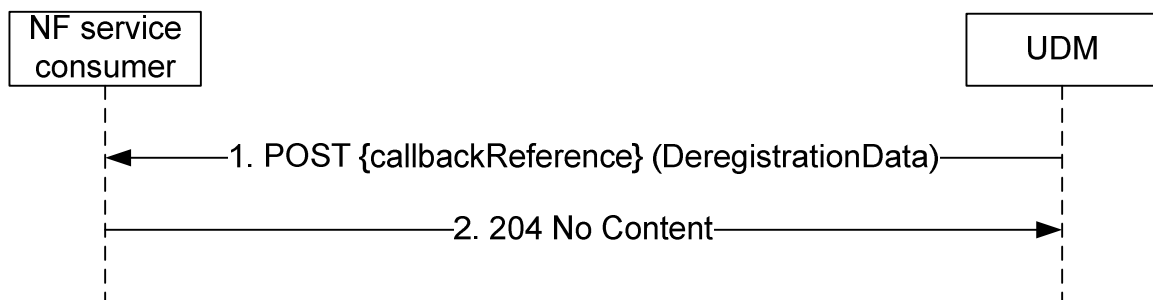 NF service
consumer
UDM
1. POST {callbackReference} (DeregistrationData)
2. 204 No Content